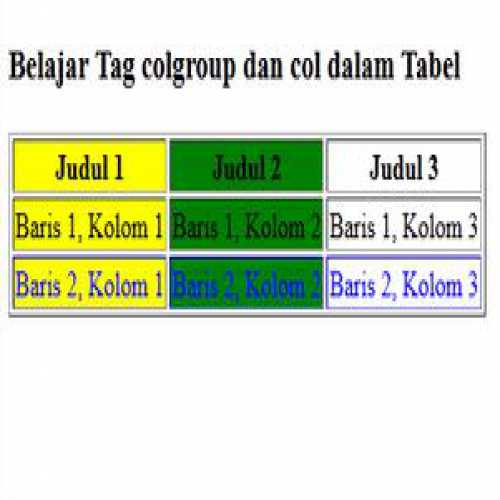 Belajar Tag colgroup dan col dalam Tabel
Judul 1 Judul 2 Judul 3
Baris 1, Kolom 1 Baris 1, Kolom 2 Baris 1, Kolom 3
Baris 2, Kolom 1 Baris 2, Kolom 2 Baris 2, Kolom 3